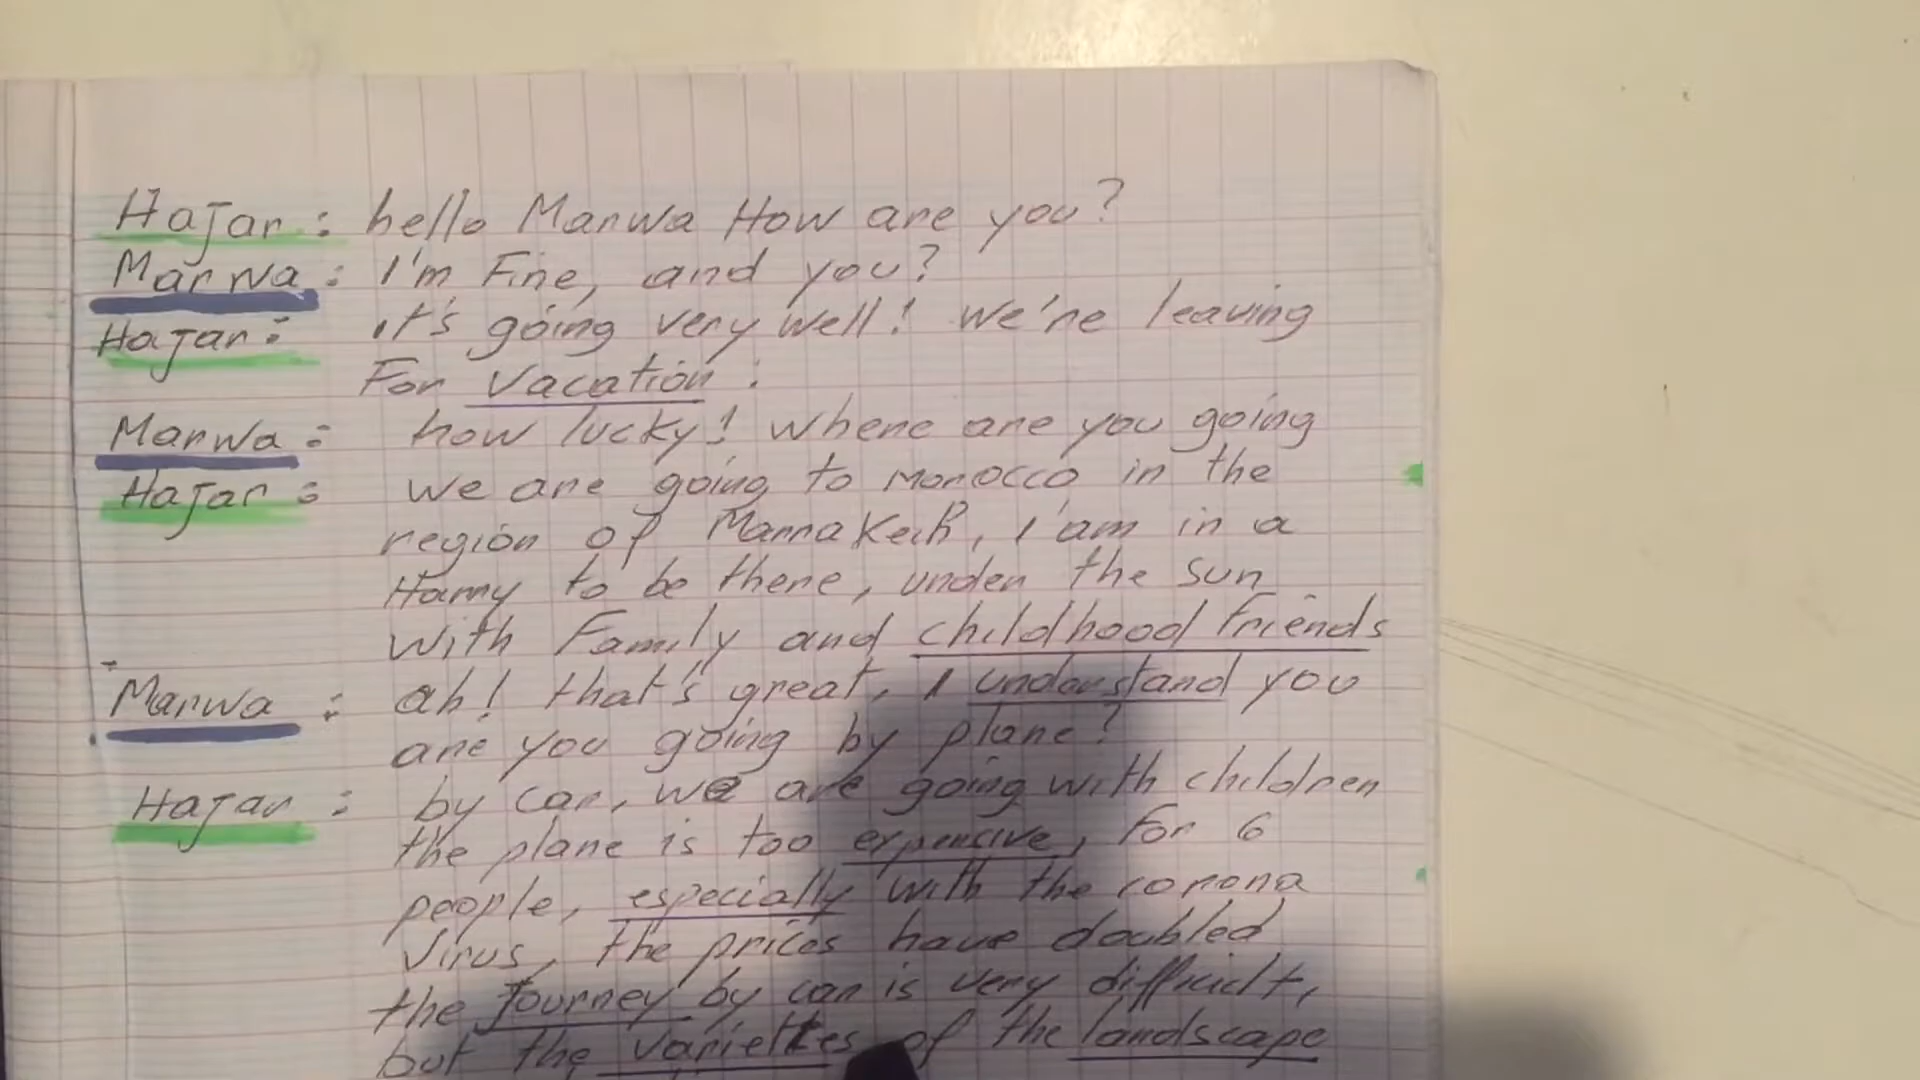 Hajar : hello Marwa How are you?
Marwa : I'm Fine, and you?
Hajar : it's going very well! we're leaving
For vacation :
Marwa : how lucky! where are you going
Hajar : we are going to Morocco in the
region of Marrakech, I'am in a
Harry to be there, under the sun
with Family and childhood friends
Marwa : ah! that's great, I understand you
are you going by plane?
Hajar : by car, we are going with children
the plane is too expensive, For 6
people, especially with the corona
Virus, the prices have doubled
the Journey by car is very difficult,
but the varieties of the landscape